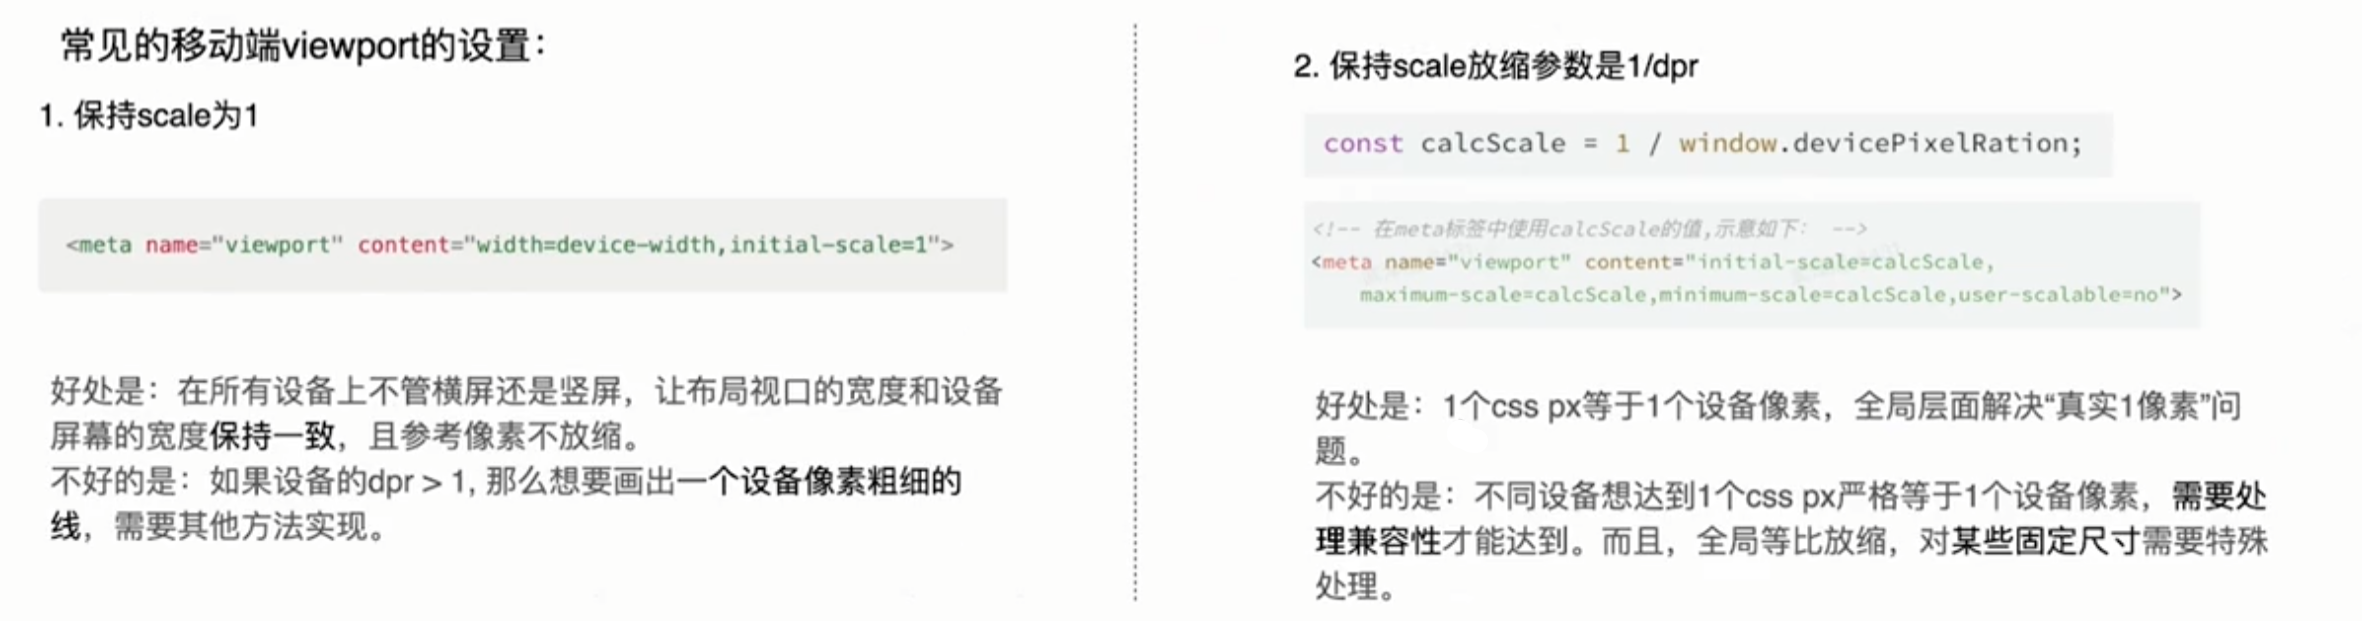 常见的移动端viewport的设置：
1. 保持scale为1
<meta name="viewport" content="width=device-width,initial-scale=1">
好处是：在所有设备上不管横屏还是竖屏，让布局视口的宽度和设备
屏幕的宽度保持一致，且参考像素不放缩。
不好的是：如果设备的dpr > 1, 那么想要画出一个设备像素粗细的
线，需要其他方法实现。
2. 保持scale放缩参数是1/dpr
const calcScale = 1 / window.devicePixelRation;
<!-- 在meta标签中使用calcScale的值,示意如下： -->
<meta name="viewport" content="initial-scale=calcScale,
maximum-scale=calcScale,minimum-scale=calcScale,user-scalable=no">
好处是：1个css px等于1个设备像素，全局层面解决“真实1像素”问
题。
不好的是：不同设备想达到1个css px严格等于1个设备像素，需要处
理兼容性才能达到。而且，全局等比放缩，对某些固定尺寸需要特殊
处理。